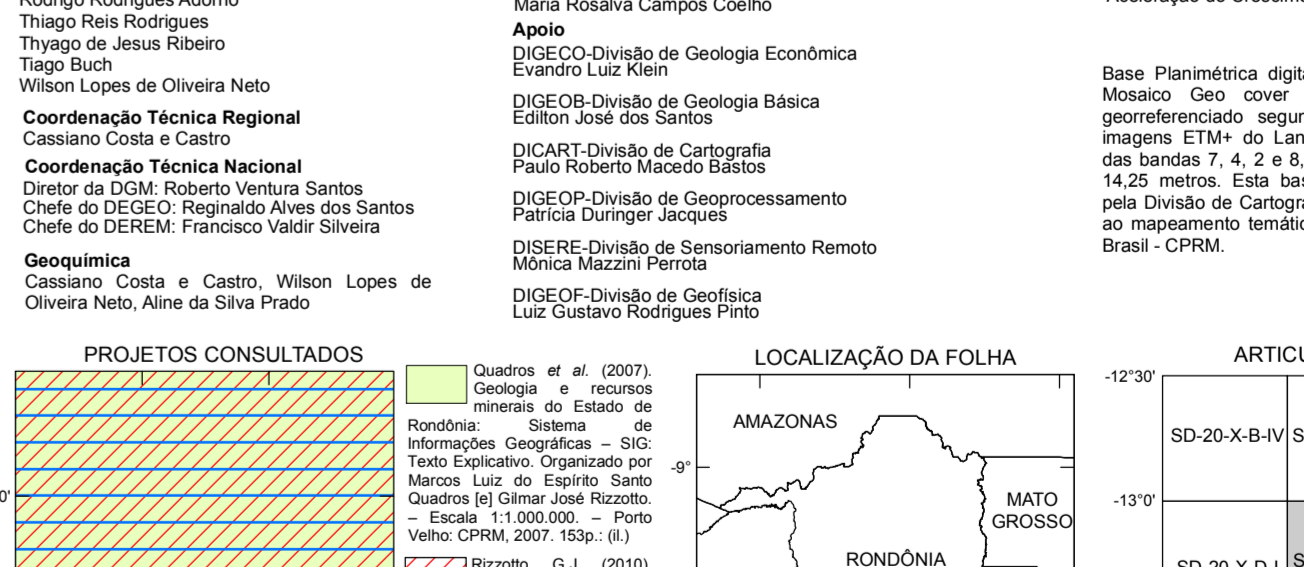 Rodrigo Rodrigues Adorno
Thiago Reis Rodrigues
Thyago de Jesus Ribeiro
Tiago Buch
Wilson Lopes de Oliveira Neto
Coordenação Técnica Regional
Cassiano Costa e Castro
Coordenação Técnica Nacional
Diretor da DGM: Roberto Ventura Santos
Chefe do DEGEO: Reginaldo Alves dos Santos
Chefe do DEREM: Francisco Valdir Silveira
Geoquímica
Cassiano Costa e Castro, Wilson Lopes de
Oliveira Neto, Aline da Silva Prado
Maria Rosalva Campos Coelho
Apoio
DIGECO-Divisão de Geologia Econômica
Evandro Luiz Klein
DIGEOB-Divisão de Geologia Básica
Edilton José dos Santos
DICART-Divisão de Cartografia
Paulo Roberto Macedo Bastos
DIGEOP-Divisão de Geoprocessamento
Patrícia Duringer Jacques
DISERE-Divisão de Sensoriamento Remoto
Mônica Mazzini Perrota
DIGEOF-Divisão de Geofísica
Luiz Gustavo Rodrigues Pinto
Base Planimétrica digita
Mosaico Geo cover
georreferenciado segun
imagens ETM+ do Lan
das bandas 7, 4, 2 e 8,
14,25 metros. Esta bas
pela Divisão de Cartogra
ao mapeamento temátic
Brasil - CPRM.
PROJETOS CONSULTADOS
0'
Quadros et al. (2007).
Geologia e recursos
minerais do Estado de
Rondônia: Sistema de
Informações Geográficas – SIG:
Texto Explicativo. Organizado por
Marcos Luiz do Espírito Santo
Quadros [e] Gilmar José Rizzotto.
– Escala 1:1.000.000. – Porto
Velho: CPRM, 2007. 153p.: (il.)
Rizzotto, G.J. (2010).
LOCALIZAÇÃO DA FOLHA
AMAZONAS
-9°
MATO
GROSSO
RONDÔNIA
ARTICU
-12°30'
SD-20-X-B-IV S
-13°0'
SD-20-X-D-I S